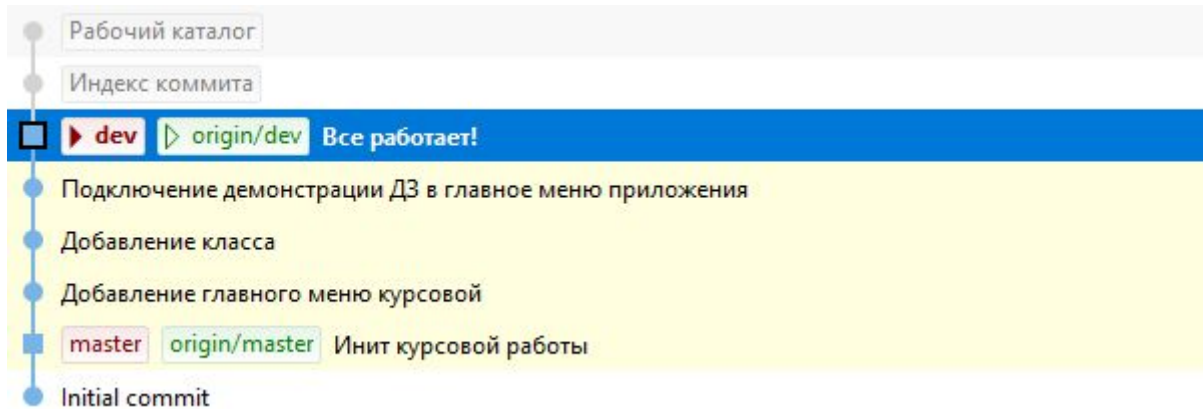 Рабочий каталог
Индекс коммита
dev origin/dev Все работает!
Подключение демонстрации ДЗ в главное меню приложения
Добавление класса
Добавление главного меню курсовой
master origin/master Инит курсовой работы
Initial commit